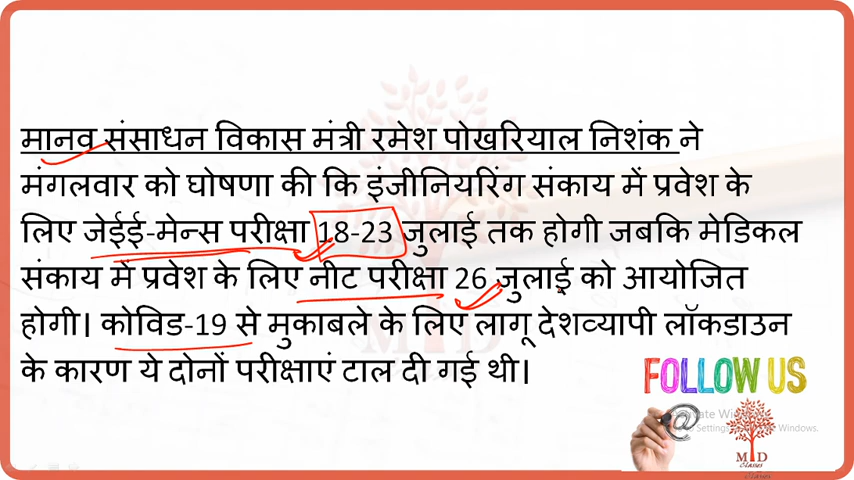 मानव संसाधन विकास मंत्री रमेश पोखरियाल निशंक ने
मंगलवार को घोषणा की कि इंजीनियरिंग संकाय में प्रवेश के
लिए जेईई-मेन्स परीक्षा 18-23 जुलाई तक होगी जबकि मेडिकल
संकाय में प्रवेश के लिए नीट परीक्षा 26 जुलाई को आयोजित
होगी। कोविड-19 से मुकाबले के लिए लागू देशव्यापी लॉकडाउन
के कारण ये दोनों परीक्षाएं टाल दी गई थी।
FOLLOW US
@
M D
Classes